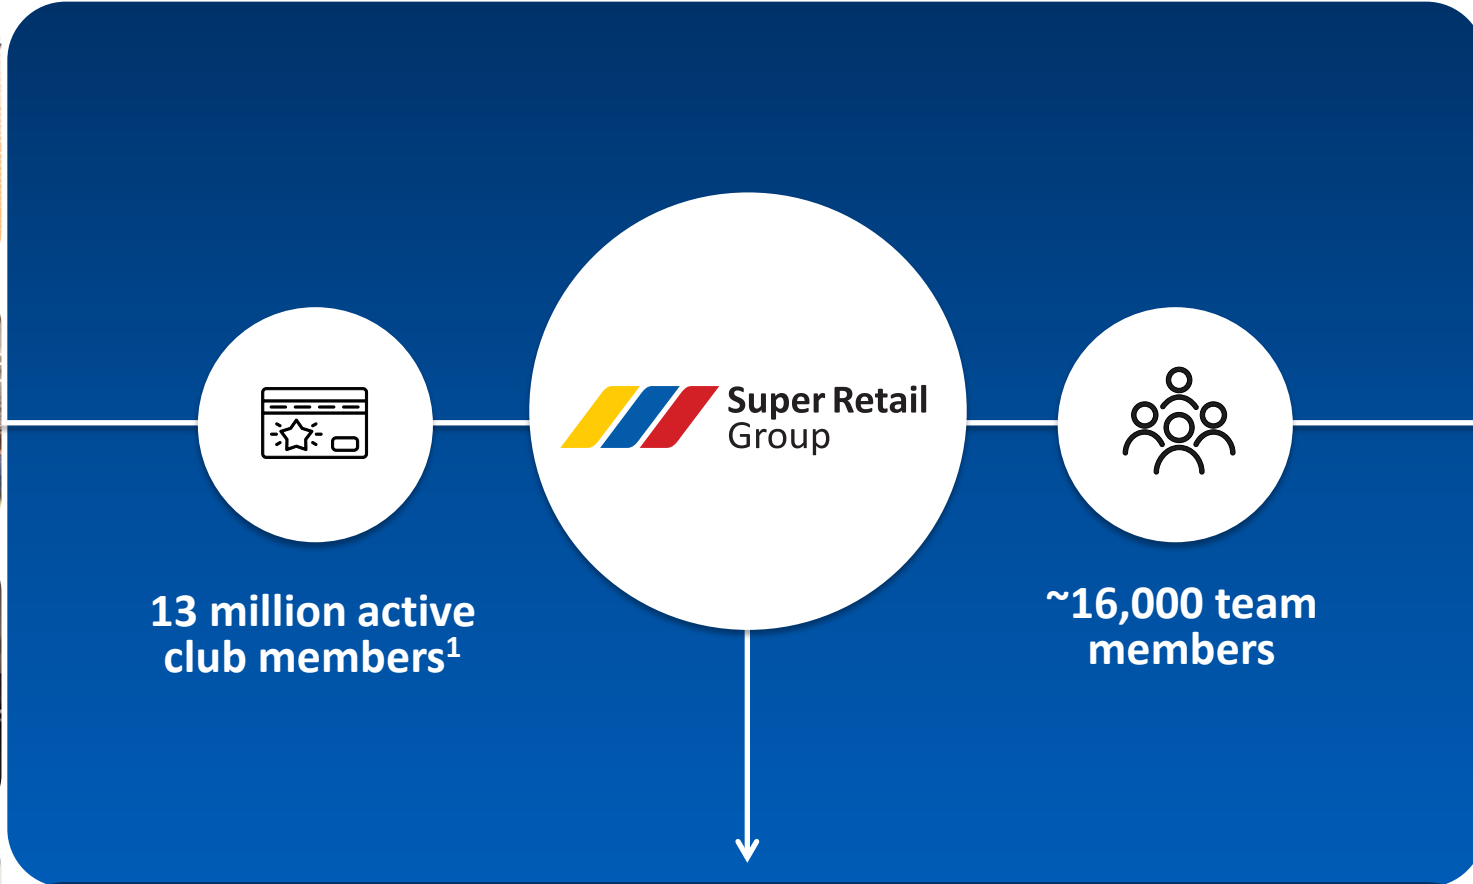 Super Retail
Group
13 million active
club members¹
~16,000 team
members